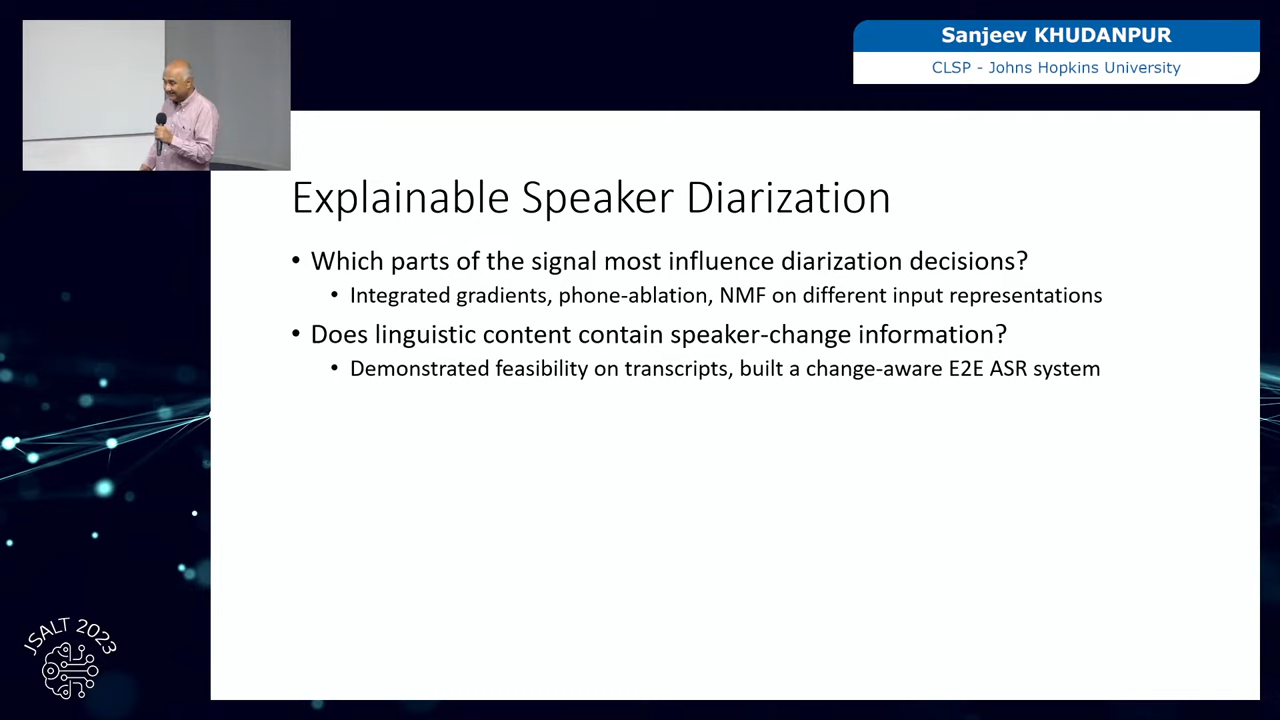 Sanjeev KHUDANPUR
CLSP - Johns Hopkins University
Explainable Speaker Diarization
• Which parts of the signal most influence diarization decisions?
• Integrated gradients, phone-ablation, NMF on different input representations
• Does linguistic content contain speaker-change information?
• Demonstrated feasibility on transcripts, built a change-aware E2E ASR system
JSALT 2023